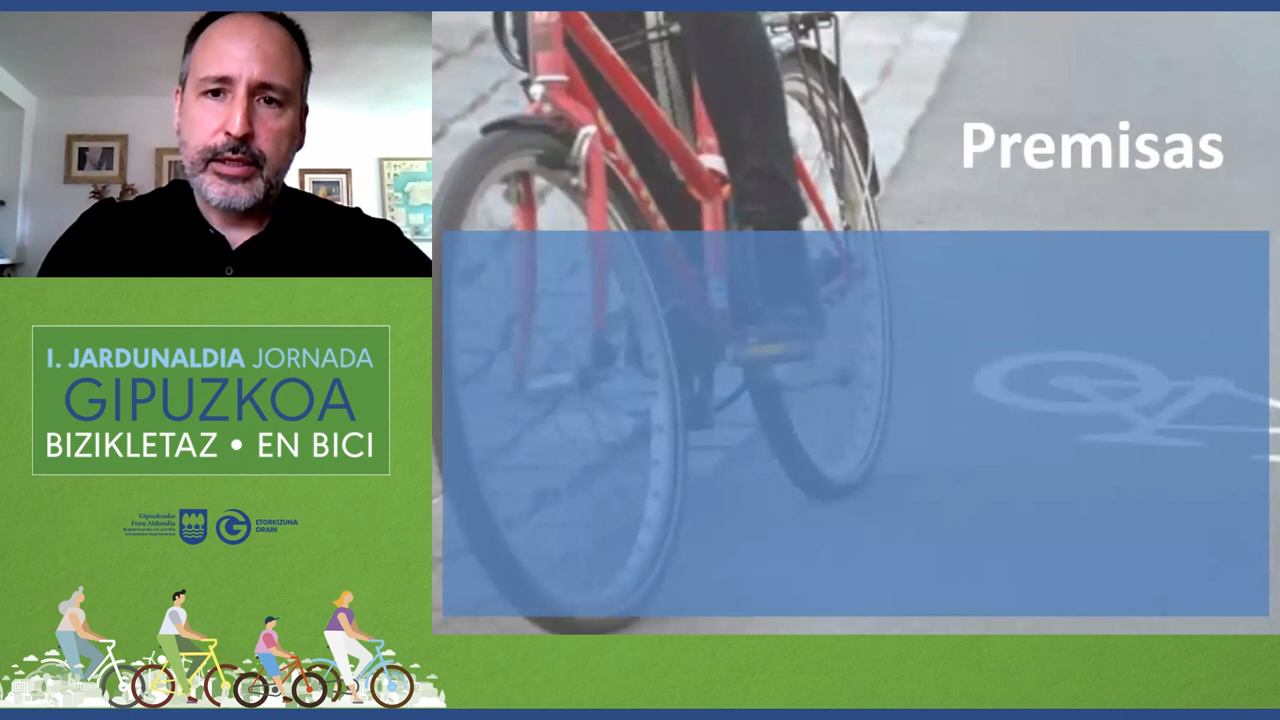 Premisas
I. JARDUNALDIA JORNADA
GIPUZKOA
BIZIKLETAZ • EN BICI
Gipuzkoako
Foru Aldundia
ETORKIZUNA
ORAIN